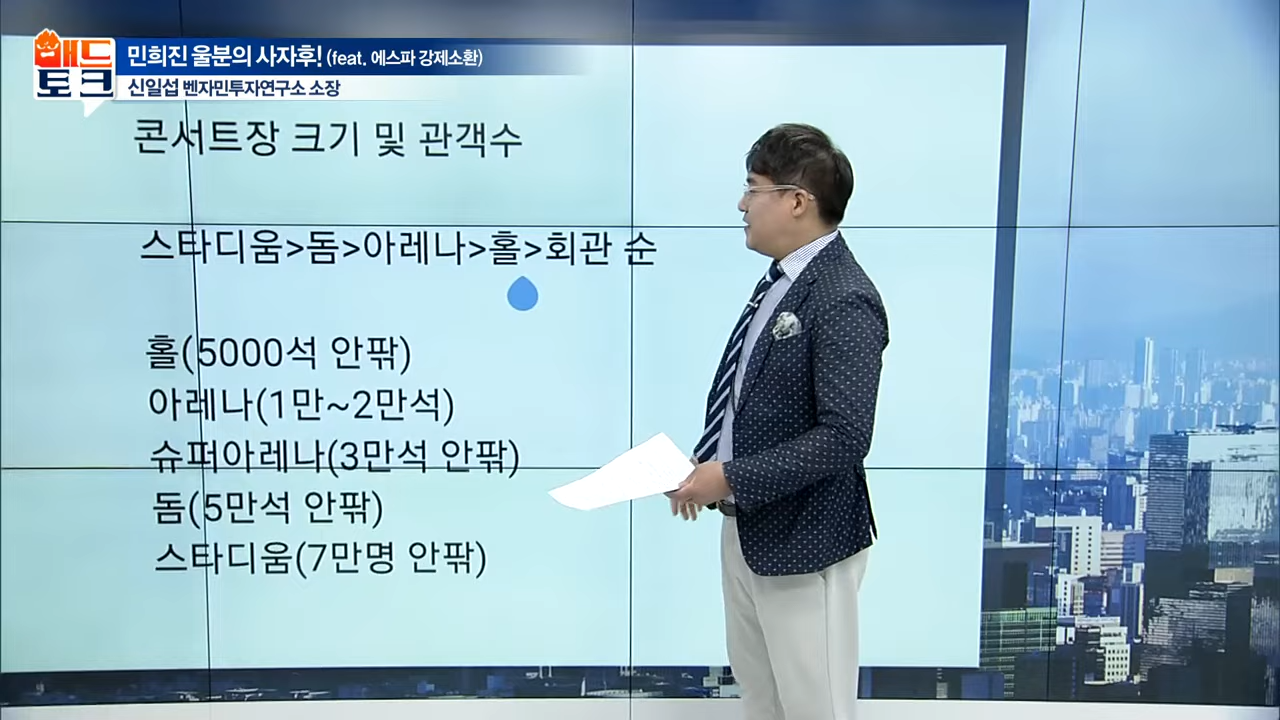 배드
토크
민희진 울분의 사자후! (feat. 에스파 강제소환)
신일섭 벤자민투자연구소 소장
콘서트장 크기 및 관객수
스타디움>돔>아레나>홀>회관 순
홀(5000석 안팎)
아레나(1만~2만석)
슈퍼아레나(3만석 안팎)
돔(5만석 안팎)
스타디움(7만명 안팎)